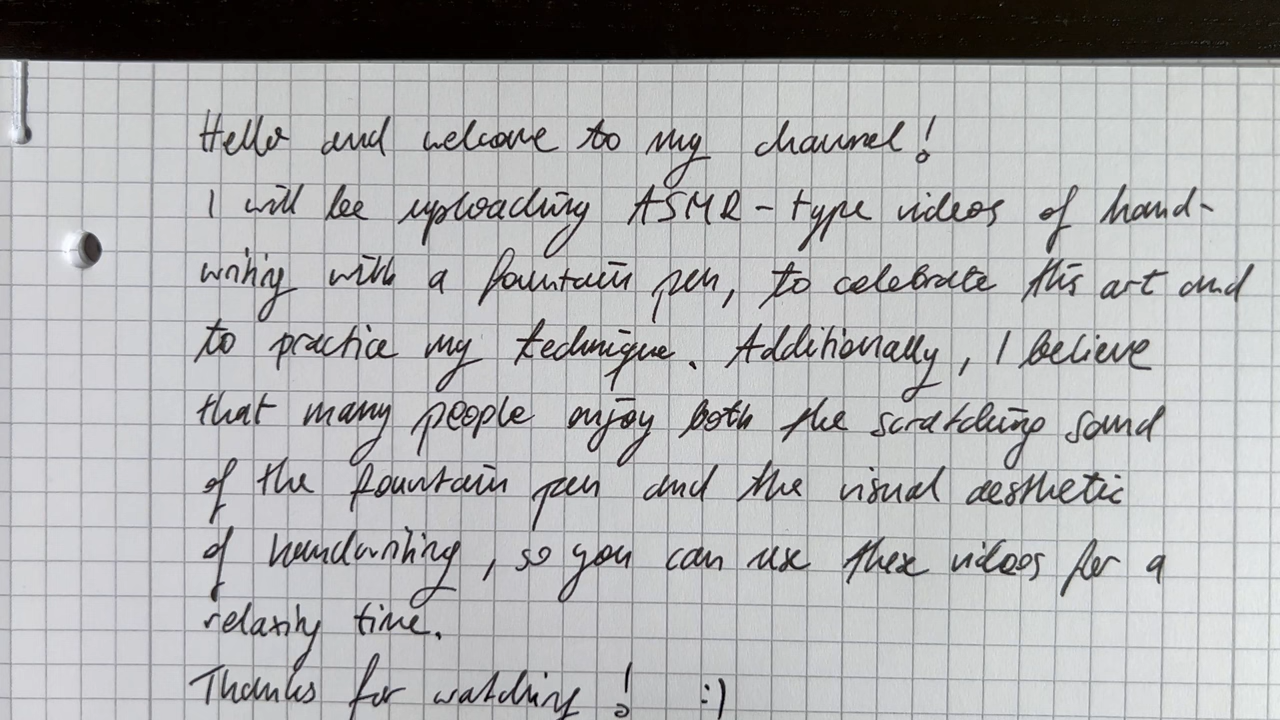 Hello and welcome to my channel!
I will be uploading ASMR-type videos of hand-
writing with a fountain pen, to celebrate this art and
to practice my technique. Additionally, I believe
that many people enjoy both the scratching sound
of the fountain pen and the visual aesthetic
of handwriting, so you can use these videos for a
relaxing time.
Thanks for watching! :)